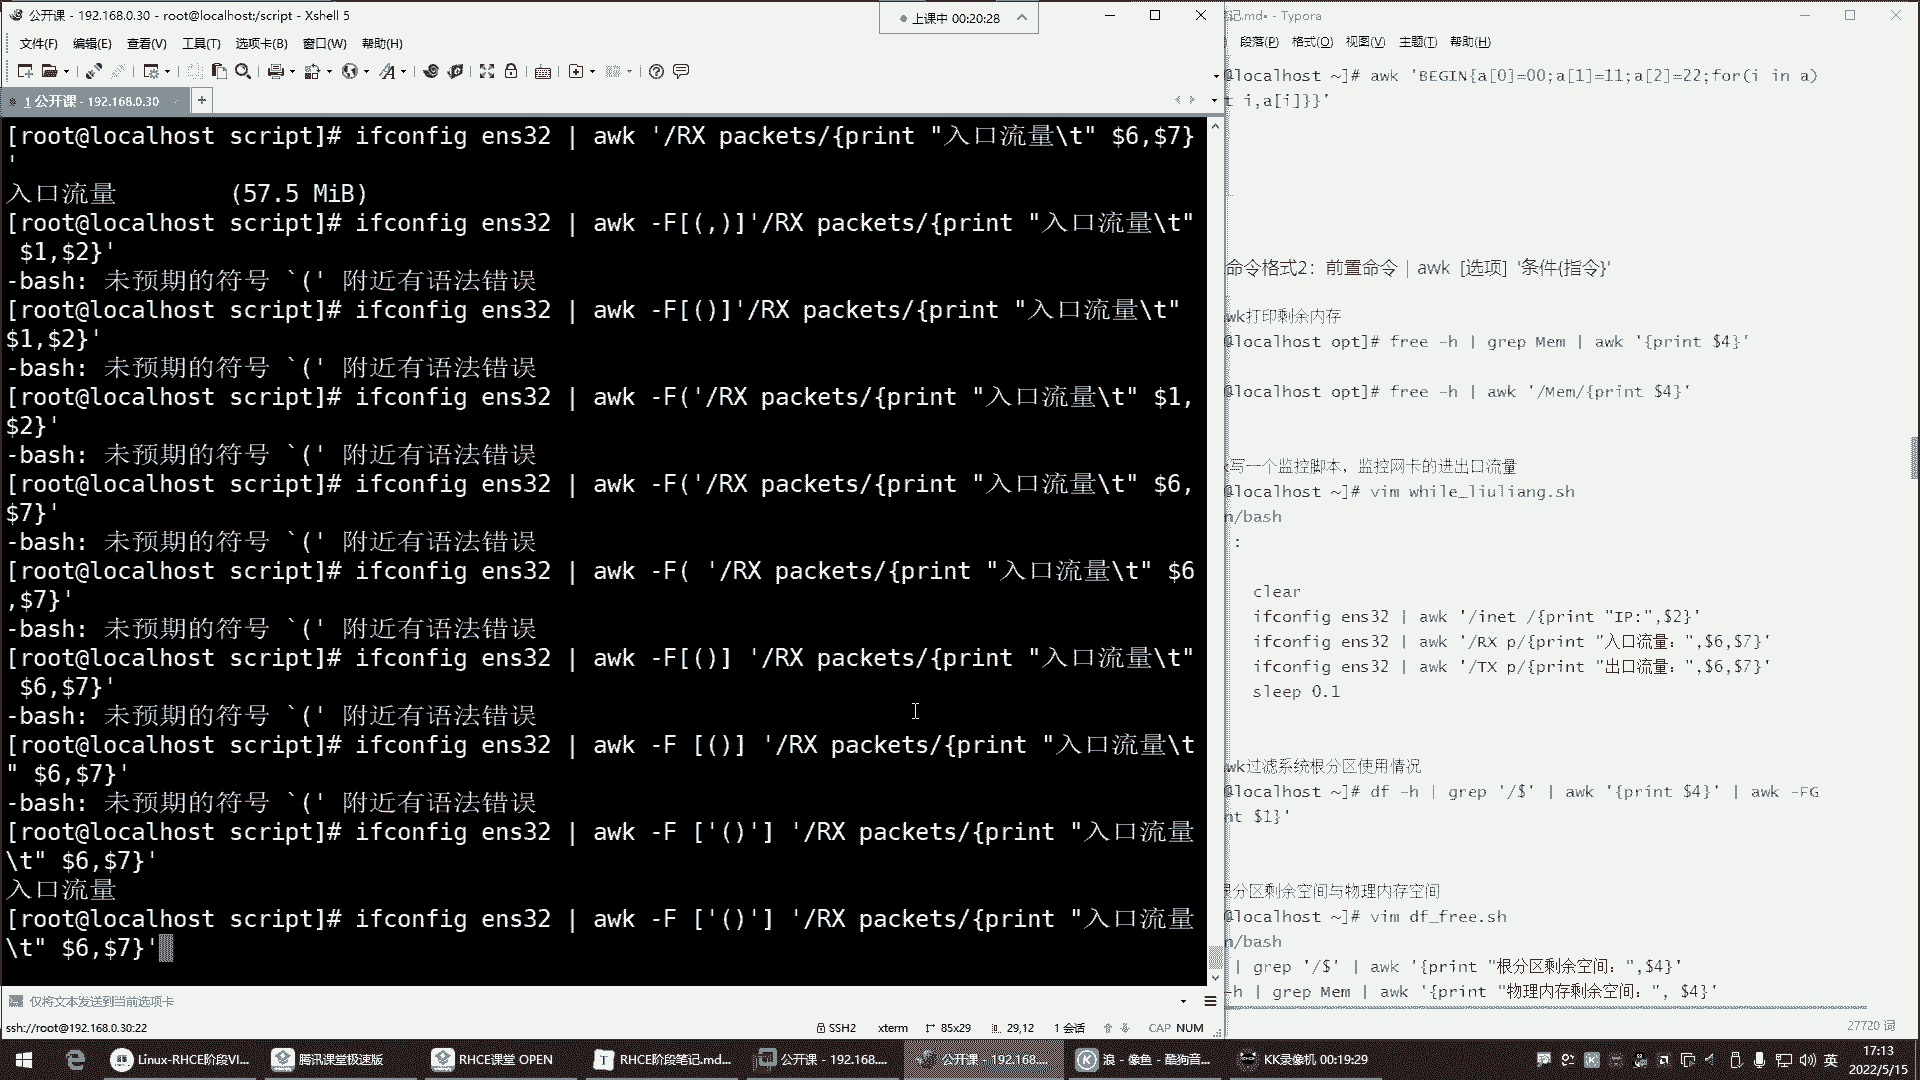 公开课 - 192.168.0.30 - root@localhost:/script - Xshell 5
上课中 00:20:28
文件(F) 编辑(E) 查看(V) 工具(T) 选项卡(B) 窗口(W) 帮助(H)
1 公开课 - 192.168.0.30
[root@localhost script]# ifconfig ens32 | awk '/RX packets/{print "入口流量\t" $6,$7}
'
入口流量 (57.5 MiB)
[root@localhost script]# ifconfig ens32 | awk -F[(,)]'/RX packets/{print "入口流量\t"
$1,$2}'
-bash: 未预期的符号 `(' 附近有语法错误
[root@localhost script]# ifconfig ens32 | awk -F[()]'/RX packets/{print "入口流量\t"
$1,$2}'
-bash: 未预期的符号 `(' 附近有语法错误
[root@localhost script]# ifconfig ens32 | awk -F('/RX packets/{print "入口流量\t" $1,
$2}'
-bash: 未预期的符号 `(' 附近有语法错误
[root@localhost script]# ifconfig ens32 | awk -F('/RX packets/{print "入口流量\t" $6,
$7}'
-bash: 未预期的符号 `(' 附近有语法错误
[root@localhost script]# ifconfig ens32 | awk -F( '/RX packets/{print "入口流量\t" $6
,$7}'
-bash: 未预期的符号 `(' 附近有语法错误
[root@localhost script]# ifconfig ens32 | awk -F[()] '/RX packets/{print "入口流量\t"
$6,$7}'
-bash: 未预期的符号 `(' 附近有语法错误
[root@localhost script]# ifconfig ens32 | awk -F [()] '/RX packets/{print "入口流量\t
" $6,$7}'
-bash: 未预期的符号 `(' 附近有语法错误
[root@localhost script]# ifconfig ens32 | awk -F ['()'] '/RX packets/{print "入口流量
\t" $6,$7}'
入口流量
[root@localhost script]# ifconfig ens32 | awk -F ['()'] '/RX packets/{print "入口流量
\t" $6,$7}'
仅将文本发送到当前选项卡
ssh://root@192.168.0.30:22 SSH2 xterm 85x29 29,12 1 会话 CAP NUM
记.md• - Typora
段落(P) 格式(O) 视图(V) 主题(T) 帮助(H)
@localhost ~]# awk 'BEGIN{a[0]=00;a[1]=11;a[2]=22;for(i in a)
t i,a[i]}}'
命令格式2：前置命令 | awk [选项] '条件{指令}'
wk打印剩余内存
@localhost opt]# free -h | grep Mem | awk '{print $4}'
@localhost opt]# free -h | awk '/Mem/{print $4}'
写一个监控脚本，监控网卡的进出口流量
@localhost ~]# vim while_liuliang.sh
n/bash
:
clear
ifconfig ens32 | awk '/inet /{print "IP:",$2}'
ifconfig ens32 | awk '/RX p/{print "入口流量：",$6,$7}'
ifconfig ens32 | awk '/TX p/{print "出口流量：",$6,$7}'
sleep 0.1
wk过滤系统根分区使用情况
@localhost ~]# df -h | grep '/$' | awk '{print $4}' | awk -FG
nt $1}'
根分区剩余空间与物理内存空间
@localhost ~]# vim df_free.sh
n/bash
| grep '/$' | awk '{print "根分区剩余空间：",$4}'
-h | grep Mem | awk '{print "物理内存剩余空间：", $4}'
27720 词
Linux-RHCE阶段VI... 腾讯课堂极速版 RHCE课堂 OPEN RHCE阶段笔记.md... 公开课 - 192.168.... 公开课 - 192.168.... 浪 - 像鱼 - 酷狗音... KK录像机 00:19:29 英 17:13
2022/5/15